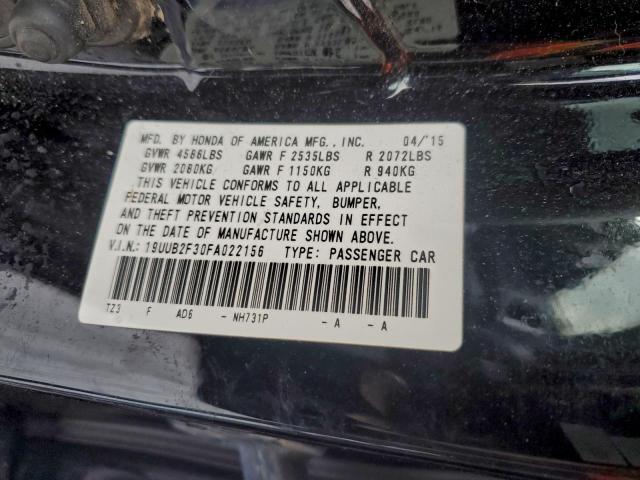 MFD. BY HONDA OF AMERICA MFG., INC. 04/'15
GVWR 4586LBS GAWR F 2535LBS R 2072LBS
GVWR 2080KG GAWR F 1150KG R 940KG
THIS VEHICLE CONFORMS TO ALL APPLICABLE
FEDERAL MOTOR VEHICLE SAFETY, BUMPER,
AND THEFT PREVENTION STANDARDS IN EFFECT
ON THE DATE OF MANUFACTURE SHOWN ABOVE.
V.I.N.: 19UUB2F30FA022156 TYPE: PASSENGER CAR
TZ3 F AD6 - NH731P - A - A